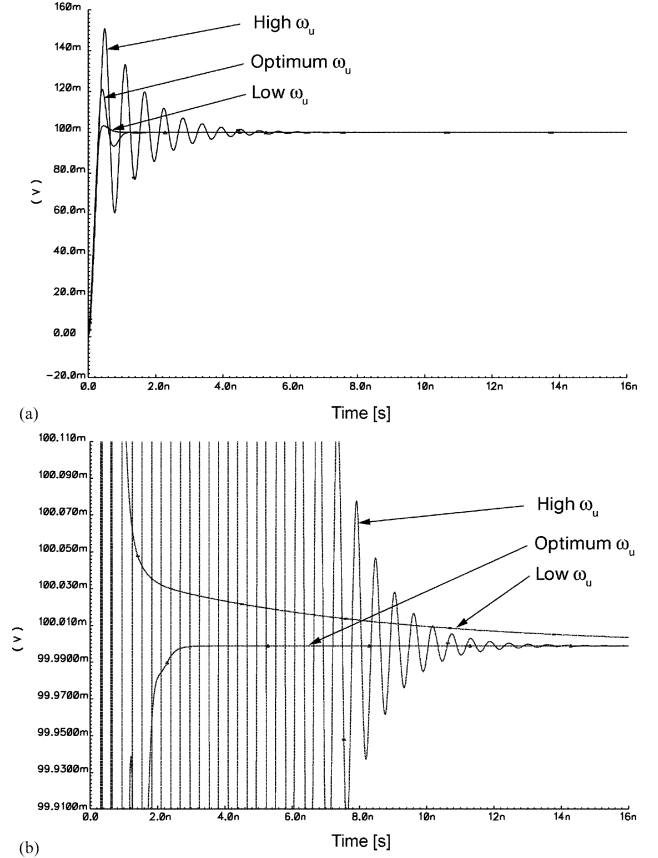 160m
High ωu
140m
Optimum ωu
120m
Low ωu
100m
80.0m
(V)
60.0m
40.0m
20.0m
0.00
-20.0m
0.0 2.0n 4.0n 6.0n 8.0n 10n 12n 14n 16n
(a)
Time [s]
100.110m
100.090m
High ωu
100.070m
Optimum ωu
100.050m
Low ωu
100.030m
100.010m
(V)
99.9900m
99.9700m
99.9500m
99.9300m
99.9100m
0.0 2.0n 4.0n 6.0n 8.0n 10n 12n 14n 16n
Time [s]
(b)